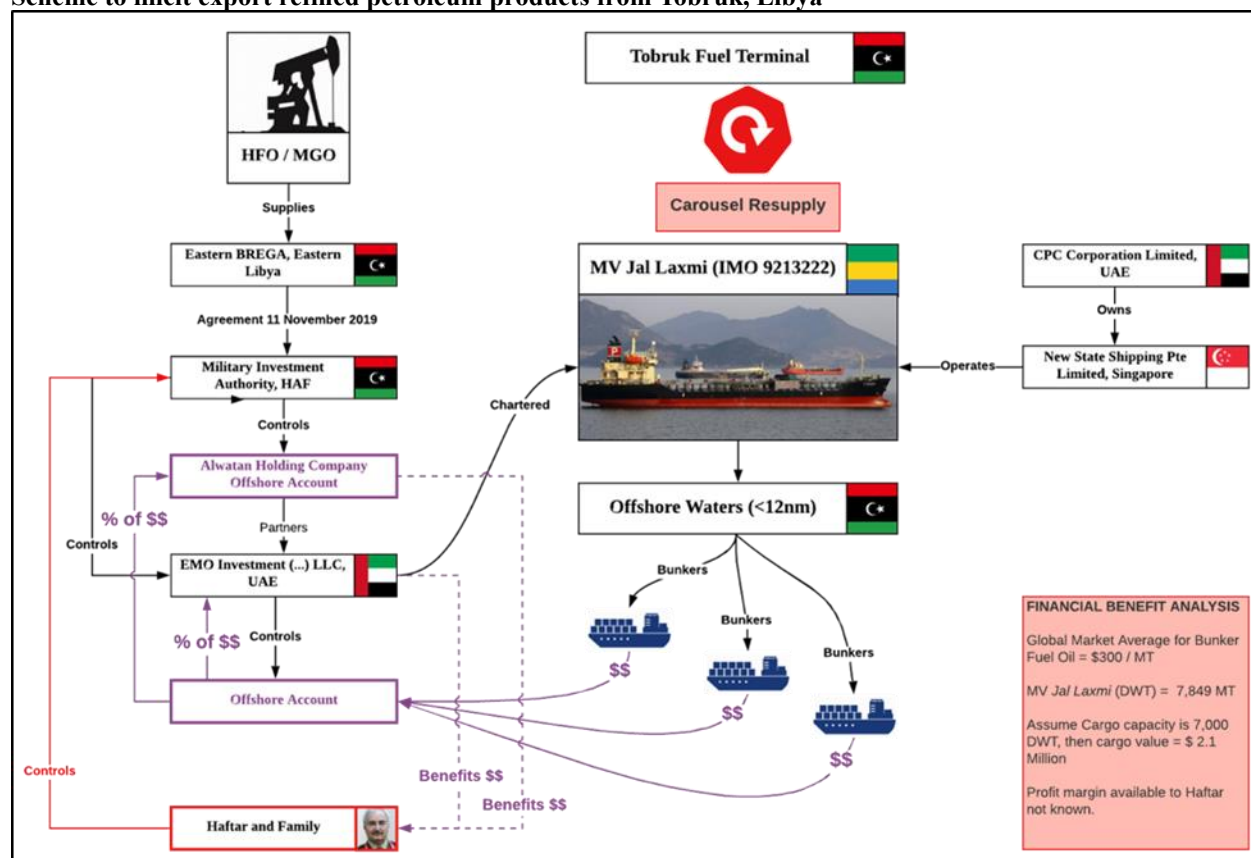 Scheme to illicit export refined petroleum products from Tobruk, Libya
HFO / MGO
Supplies
Eastern BREGA, Eastern
Libya
Agreement 11 November 2019
Military Investment
Authority, HAF
Controls
Alwatan Holding Company
Offshore Account
% of $$
Partners
Controls
EMO Investment (...) LLC,
UAE
% of $$
Controls
Offshore Account
Controls
Haftar and Family
Benefits $$
Benefits $$
Chartered
Tobruk Fuel Terminal
Carousel Resupply
MV Jal Laxmi (IMO 9213222)
P
Offshore Waters (<12nm)
Bunkers
Bunkers
Bunkers
$$
$$
$$
CPC Corporation Limited,
UAE
Owns
New State Shipping Pte
Limited, Singapore
Operates
FINANCIAL BENEFIT ANALYSIS
Global Market Average for Bunker
Fuel Oil = $300 / MT
MV Jal Laxmi (DWT) = 7,849 MT
Assume Cargo capacity is 7,000
DWT, then cargo value = $ 2.1
Million
Profit margin available to Haftar
not known.